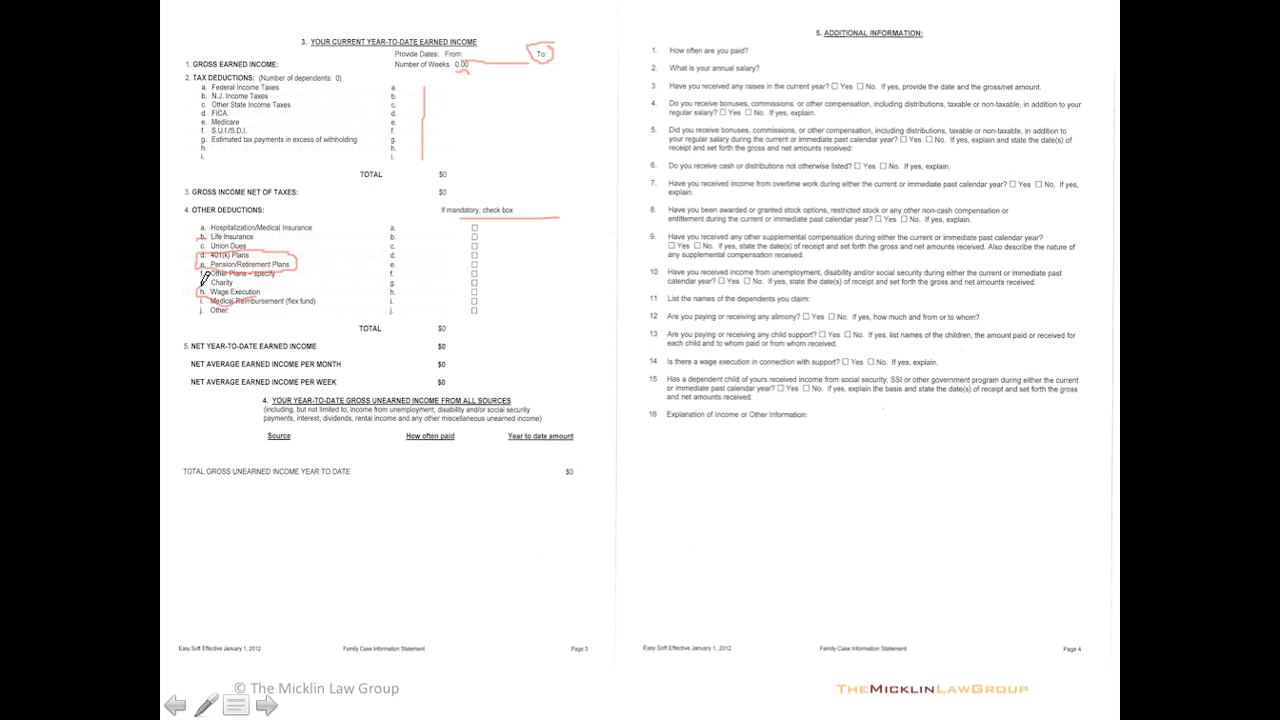 3. YOUR CURRENT YEAR-TO-DATE EARNED INCOME
Provide Dates: From: To:
1. GROSS EARNED INCOME: Number of Weeks 0.00
2. TAX DEDUCTIONS: (Number of dependents: 0)
a. Federal Income Taxes a.
b. N.J. Income Taxes b.
c. Other State Income Taxes c.
d. FICA. d.
e. Medicare e.
f. S.U.I./S.D.I. f.
g. Estimated tax payments in excess of withholding g.
h. h.
i. i.
TOTAL $0
3. GROSS INCOME NET OF TAXES: $0
4. OTHER DEDUCTIONS: If mandatory, check box
a. Hospitalization/Medical Insurance a. ☐
b. Life Insurance b. ☐
c. Union Dues c. ☐
d. 401(k) Plans d. ☐
e. Pension/Retirement Plans e. ☐
f. Other Plans – specify f. ☐
Charity g. ☐
h. Wage Execution h. ☐
i. Medical Reimbursement (flex fund) i. ☐
j. Other: j. ☐
TOTAL $0
5. NET YEAR-TO-DATE EARNED INCOME $0
NET AVERAGE EARNED INCOME PER MONTH $0
NET AVERAGE EARNED INCOME PER WEEK $0
4. YOUR YEAR-TO-DATE GROSS UNEARNED INCOME FROM ALL SOURCES
(including, but not limited to, income from unemployment, disability and/or social security
payments, interest, dividends, rental income and any other miscellaneous unearned income)
Source How often paid Year to date amount
TOTAL GROSS UNEARNED INCOME YEAR TO DATE $0
Easy Soft Effective January 1, 2012 Family Case Information Statement Page 3
5. ADDITIONAL INFORMATION:
1. How often are you paid?
2. What is your annual salary?
3. Have you received any raises in the current year? ☐ Yes ☐ No. If yes, provide the date and the gross/net amount.
4. Do you receive bonuses, commissions, or other compensation, including distributions, taxable or non-taxable, in addition to your
regular salary? ☐ Yes ☐ No. If yes, explain.
5. Did you receive bonuses, commissions, or other compensation, including distributions, taxable or non-taxable, in addition to
your regular salary during the current or immediate past calendar year? ☐ Yes ☐ No. If yes, explain and state the date(s) of
receipt and set forth the gross and net amounts received:
6. Do you receive cash or distributions not otherwise listed? ☐ Yes ☐ No. If yes, explain.
7. Have you received income from overtime work during either the current or immediate past calendar year? ☐ Yes ☐ No. If yes,
explain.
8. Have you been awarded or granted stock options, restricted stock or any other non-cash compensation or
entitlement during the current or immediate past calendar year? ☐ Yes ☐ No. If yes, explain.
9. Have you received any other supplemental compensation during either the current or immediate past calendar year?
☐ Yes ☐ No. If yes, state the date(s) of receipt and set forth the gross and net amounts received. Also describe the nature of
any supplemental compensation received.
10 Have you received income from unemployment, disability and/or social security during either the current or immediate past
calendar year? ☐ Yes ☐ No. If yes, state the date(s) of receipt and set forth the gross and net amounts received.
11 List the names of the dependents you claim:
12 Are you paying or receiving any alimony? ☐ Yes ☐ No. If yes, how much and from or to whom?
13 Are you paying or receiving any child support? ☐ Yes ☐ No. If yes, list names of the children, the amount paid or received for
each child and to whom paid or from whom received.
14 Is there a wage execution in connection with support? ☐ Yes ☐ No. If yes, explain.
15 Has a dependent child of yours received income from social security, SSI or other government program during either the current
or immediate past calendar year? ☐ Yes ☐ No. If yes, explain the basis and state the date(s) of receipt and set forth the gross
and net amounts received.
16 Explanation of Income or Other Information:
Easy Soft Effective January 1, 2012 Family Case Information Statement Page 4
© The Micklin Law Group
THEMICKLINLAWGROUP